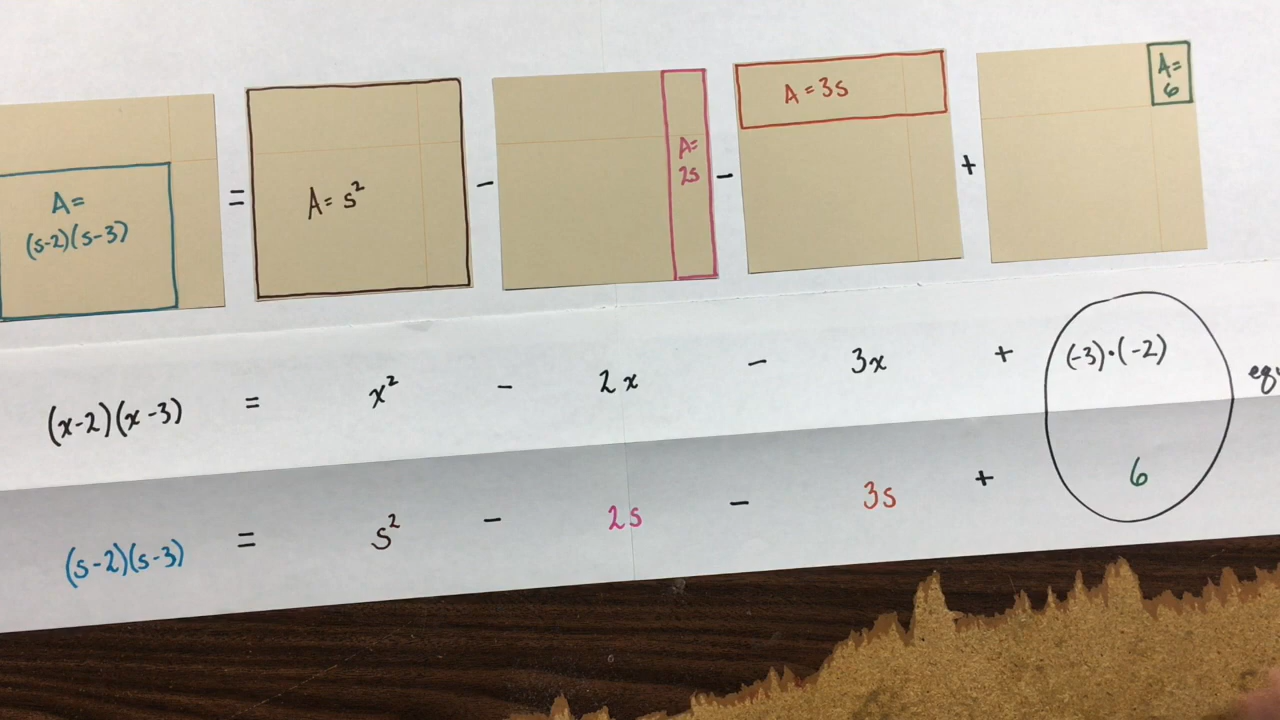 A= (s-2)(s-3) = A = s² - A= 2s - A = 3s + A= 6
(x-2)(x-3) = x² - 2x - 3x + (-3)·(-2)
(s-2)(s-3) = s² - 2s - 3s + 6